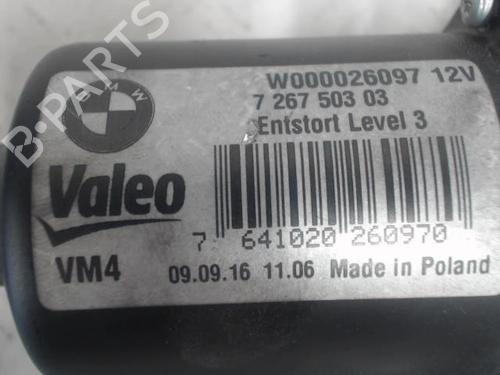 BMW
W000026097 12V
7 267 503 03
Entstort Level 3
Valeo
7 641020 260970
VM4
09.09.16 11.06 Made in Poland
B-PARTS